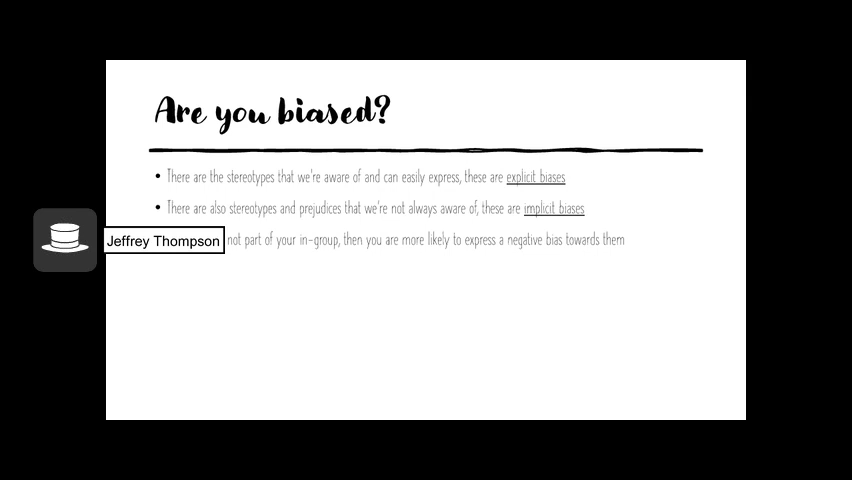 Are you biased?
• There are the stereotypes that we're aware of and can easily express, these are explicit biases
• There are also stereotypes and prejudices that we're not always aware of, these are implicit biases
Jeffrey Thompson not part of your in-group, then you are more likely to express a negative bias towards them